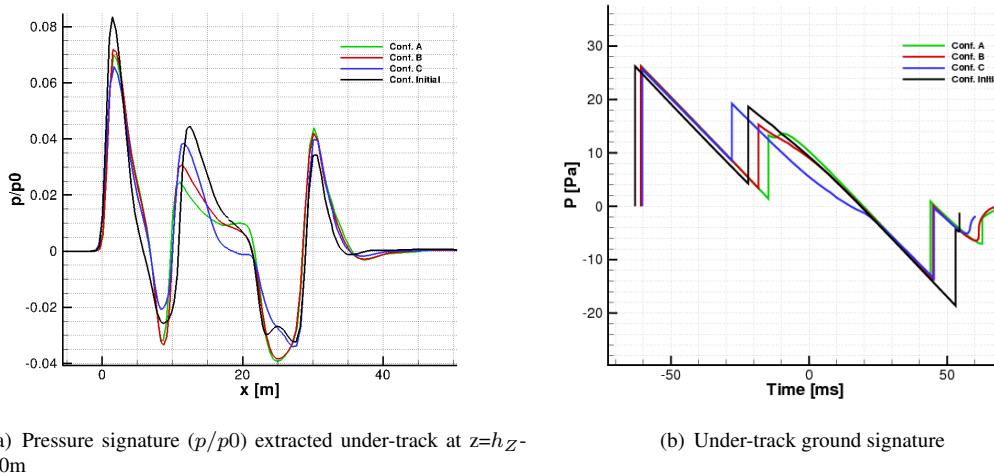 0.08
0.06
0.04
0.02
0
-0.02
-0.04
p/p0
Conf. A
Conf. B
Conf. C
Conf. Initial
0
20
40
x [m]
30
20
10
0
-10
-20
P [Pa]
Conf. A
Conf. B
Conf. C
Conf. Initi
-50
0
50
Time [ms]
) Pressure signature (p/p0) extracted under-track at z=h_Z-
0m
(b) Under-track ground signature